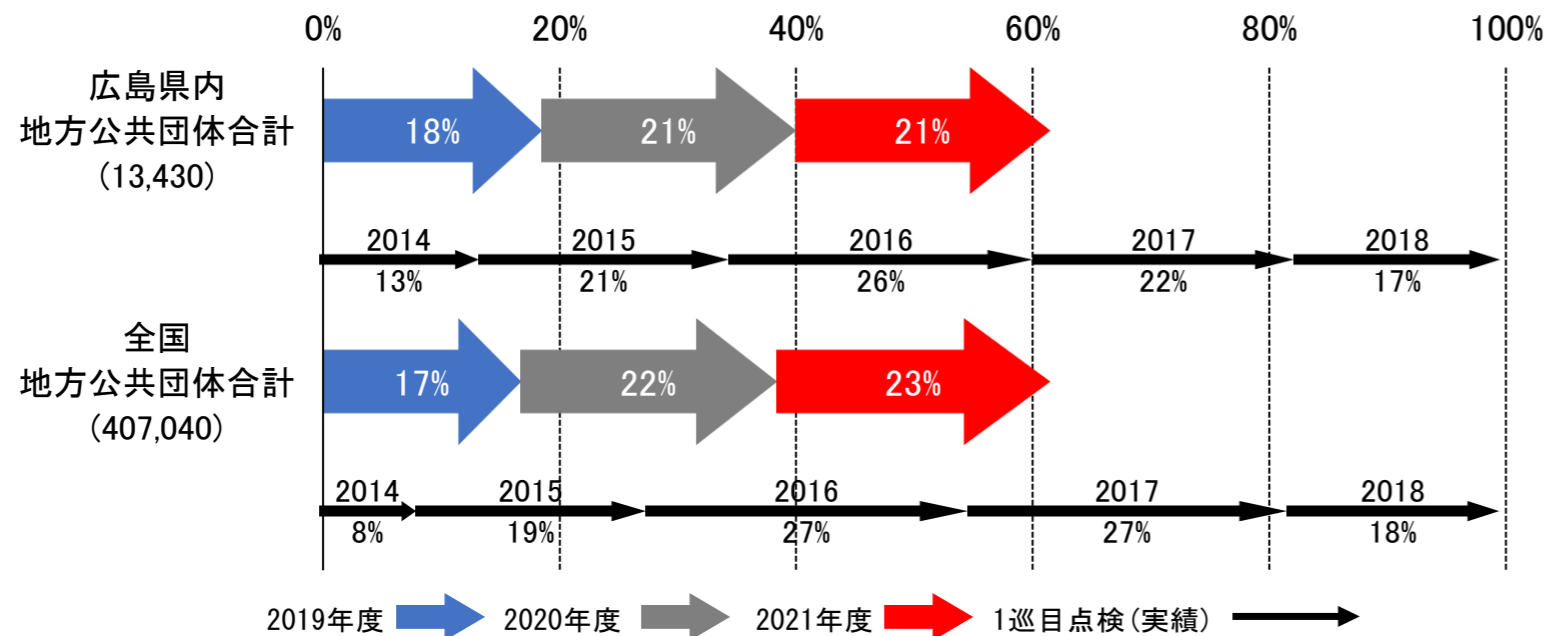 0% 20% 40% 60% 80% 100%
広島県内
地方公共団体合計
(13,430)
18% 21% 21%
2014 2015 2016 2017 2018
13% 21% 26% 22% 17%
全国
地方公共団体合計
(407,040)
17% 22% 23%
2014 2015 2016 2017 2018
8% 19% 27% 27% 18%
2019年度 2020年度 2021年度 1巡目点検(実績)